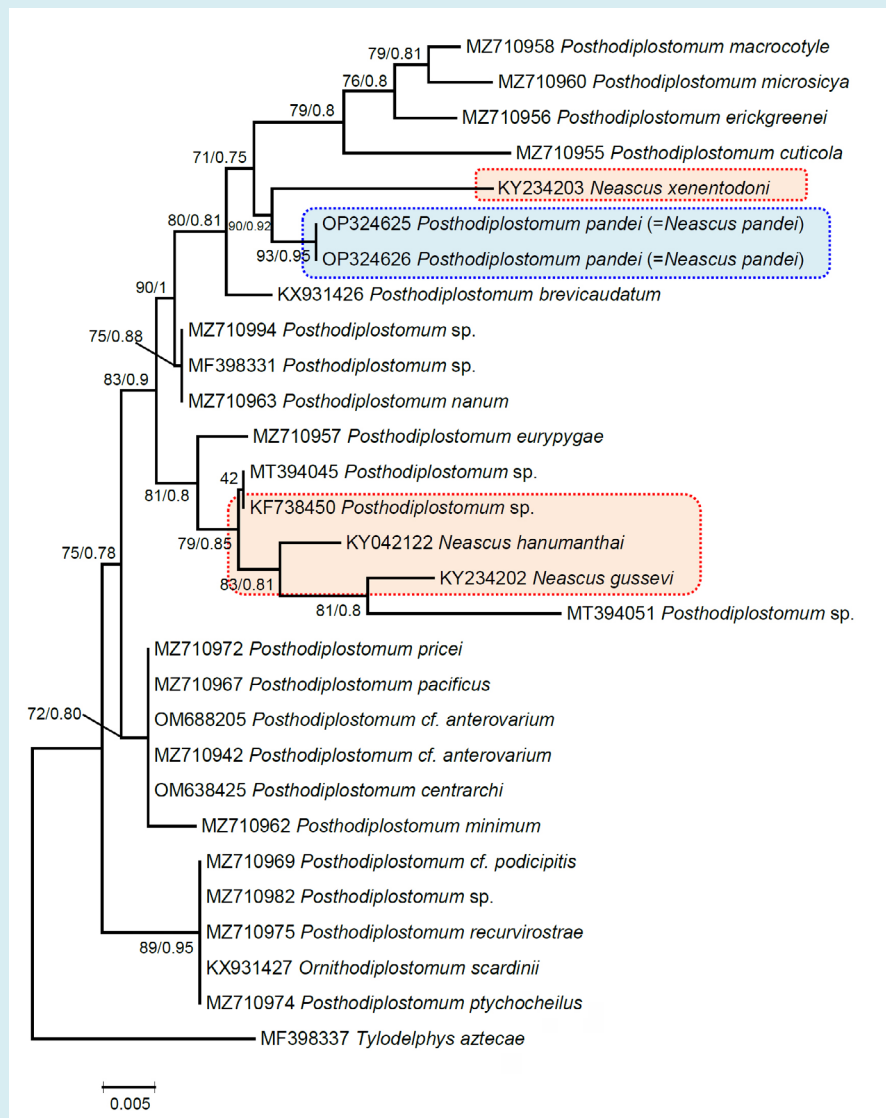 MZ710958 Posthodiplostomum macrocotyle
79/0.81
MZ710960 Posthodiplostomum microsicya
76/0.8
79/0.8
MZ710956 Posthodiplostomum erickgreenei
MZ710955 Posthodiplostomum cuticola
71/0.75
KY234203 Neascus xenentodoni
80/0.81
90/0.92
OP324625 Posthodiplostomum pandei (=Neascus pandei)
93/0.95
OP324626 Posthodiplostomum pandei (=Neascus pandei)
90/1
KX931426 Posthodiplostomum brevicaudatum
75/0.88
MZ710994 Posthodiplostomum sp.
MF398331 Posthodiplostomum sp.
83/0.9
MZ710963 Posthodiplostomum nanum
MZ710957 Posthodiplostomum eurypygae
42
MT394045 Posthodiplostomum sp.
81/0.8
KF738450 Posthodiplostomum sp.
79/0.85
KY042122 Neascus hanumanthai
75/0.78
83/0.81
KY234202 Neascus gussevi
81/0.8
MT394051 Posthodiplostomum sp.
MZ710972 Posthodiplostomum pricei
MZ710967 Posthodiplostomum pacificus
72/0.80
OM688205 Posthodiplostomum cf. anterovarium
MZ710942 Posthodiplostomum cf. anterovarium
OM638425 Posthodiplostomum centrarchi
MZ710962 Posthodiplostomum minimum
MZ710969 Posthodiplostomum cf. podicipitis
MZ710982 Posthodiplostomum sp.
MZ710975 Posthodiplostomum recurvirostrae
89/0.95
KX931427 Ornithodiplostomum scardinii
MZ710974 Posthodiplostomum ptychocheilus
MF398337 Tylodelphys aztecae
0.005